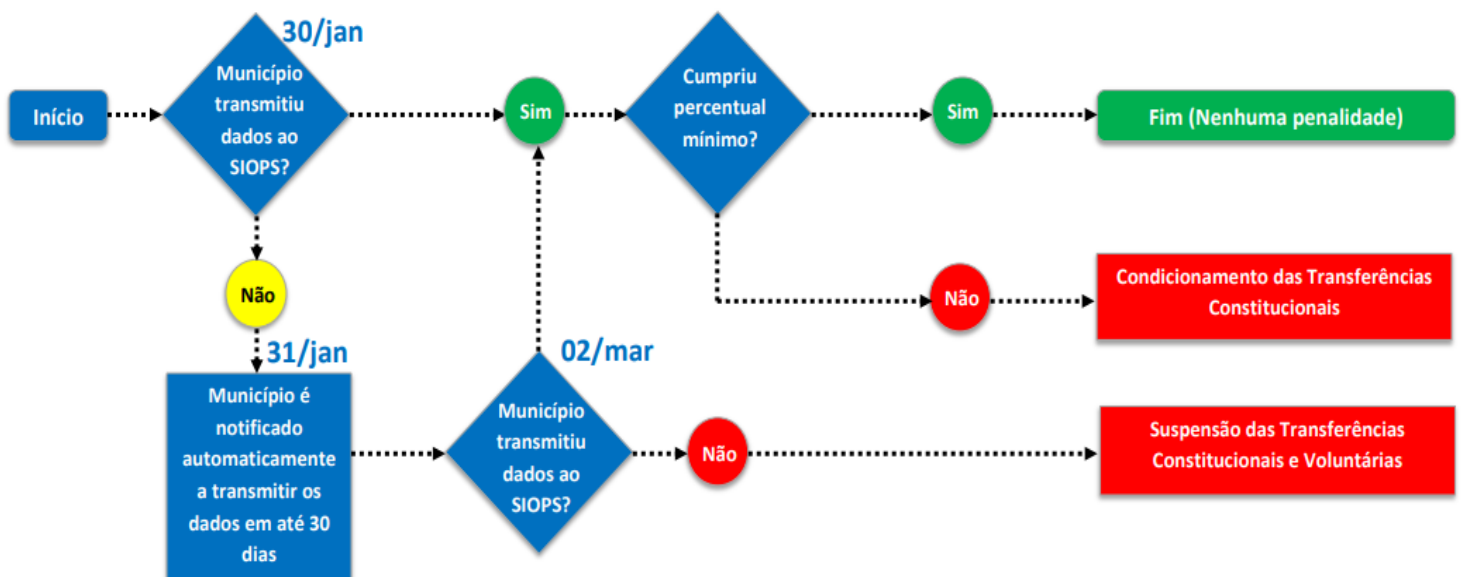 30/jan
Início
Município
transmitiu
dados ao
SIOPS?
Sim
Cumpriu
percentual
mínimo?
Sim
Fim (Nenhuma penalidade)
Não
Não
Condicionamento das Transferências
Constitucionais
31/jan
Município é
notificado
automaticamente
a transmitir os
dados em até 30
dias
02/mar
Município
transmitiu
dados ao
SIOPS?
Não
Suspensão das Transferências
Constitucionais e Voluntárias